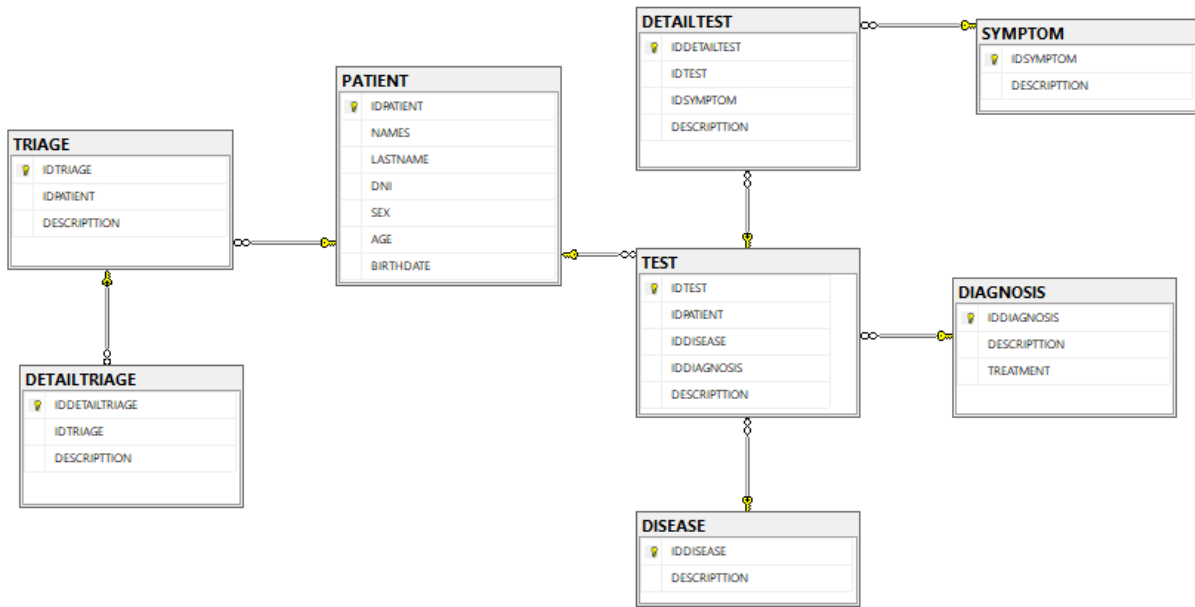 TRIAGE
IDTRIAGE
IDPATIENT
DESCRIPTTION
DETAILTRIAGE
IDDETAILTRIAGE
IDTRIAGE
DESCRIPTTION
PATIENT
IDPATIENT
NAMES
LASTNAME
DNI
SEX
AGE
BIRTHDATE
DETAILTEST
IDDETAILTEST
IDTEST
IDSYMPTOM
DESCRIPTTION
TEST
IDTEST
IDPATIENT
IDDISEASE
IDDIAGNOSIS
DESCRIPTTION
DISEASE
IDDISEASE
DESCRIPTTION
SYMPTOM
IDSYMPTOM
DESCRIPTTION
DIAGNOSIS
IDDIAGNOSIS
DESCRIPTTION
TREATMENT